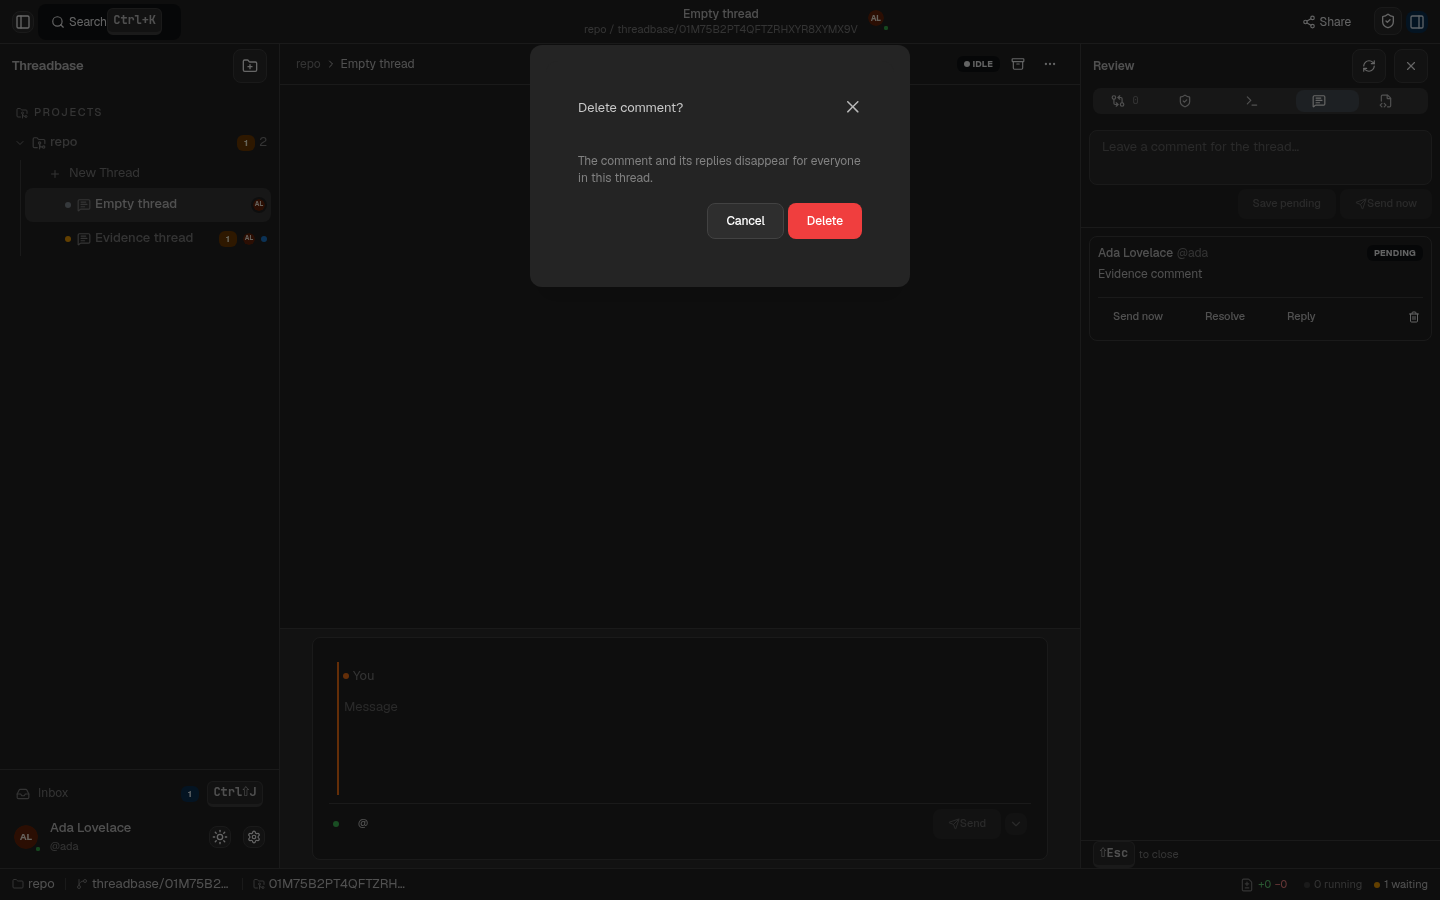 Search Ctrl+K
Empty thread
repo / threadbase/01M75B2PT4QFTZRHXYR8XYMX9V
AL
Share
Threadbase
PROJECTS
repo 1 2
New Thread
Empty thread AL
Evidence thread 1 AL
repo > Empty thread
IDLE
Delete comment?
The comment and its replies disappear for everyone
in this thread.
Cancel Delete
You
Message
@
Send
Review
0
Leave a comment for the thread...
Save pending Send now
Ada Lovelace @ada PENDING
Evidence comment
Send now Resolve Reply
⇧Esc to close
Inbox 1 Ctrl⇧J
AL Ada Lovelace
@ada
repo threadbase/01M75B2... 01M75B2PT4QFTZRH...
+0 −0 0 running 1 waiting